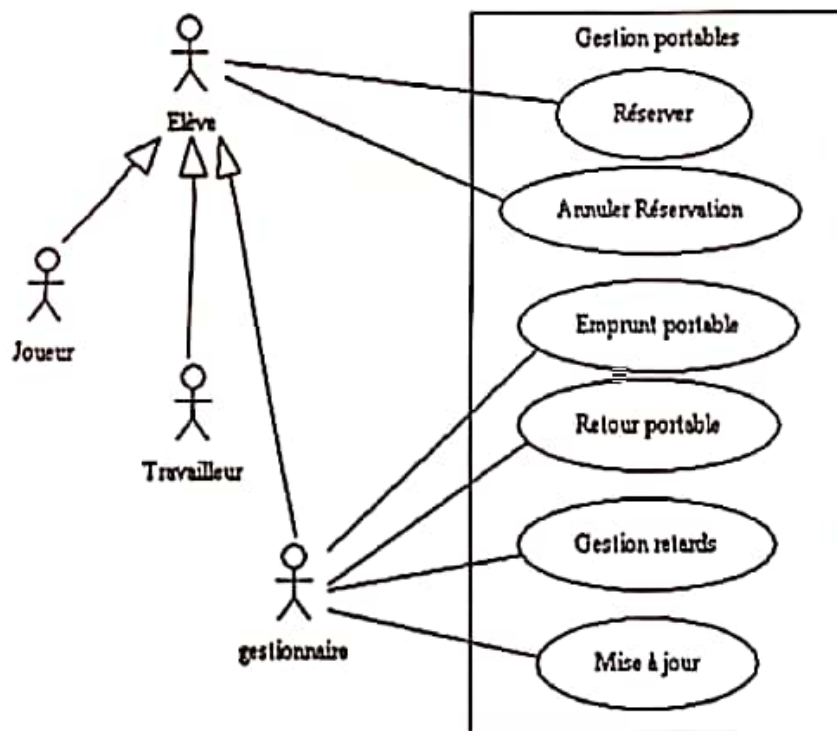 Gestion portables
Elève
Réserver
Annuler Réservation
Joueur
Emprunt portable
Travailleur
Retour portable
Gestion retards
gestionnaire
Mise à jour